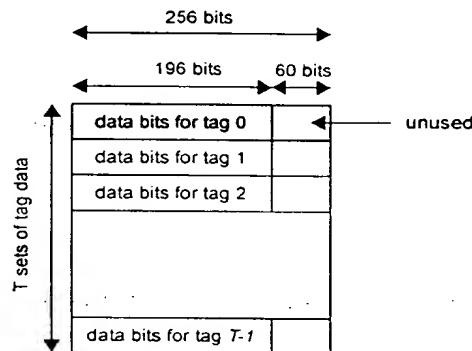 256 bits
196 bits
60 bits
data bits for tag 0
unused
data bits for tag 1
data bits for tag 2
T sets of tag data
data bits for tag T-1